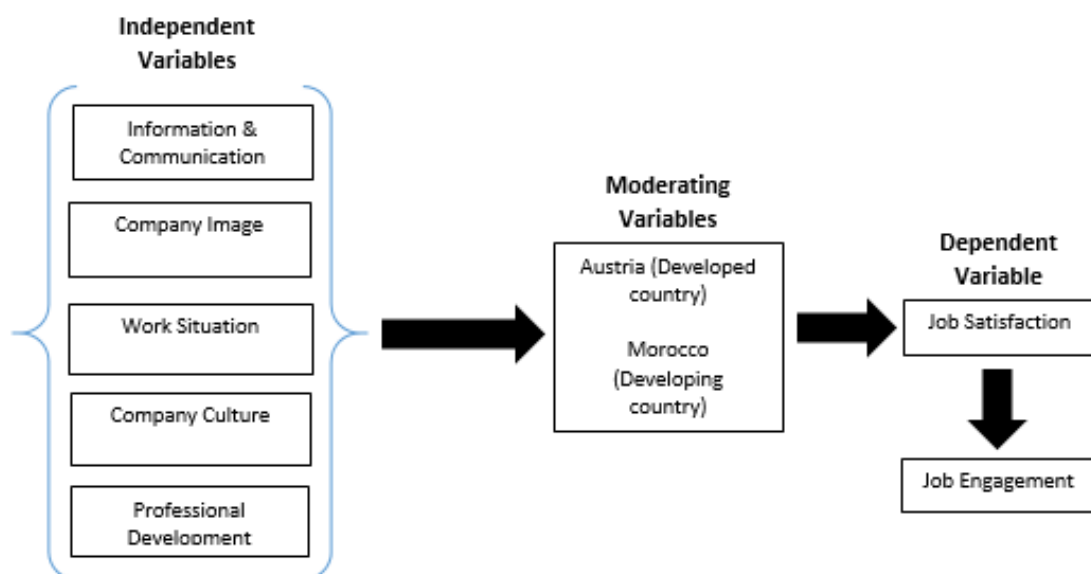 Independent
Variables
Information &
Communication
Company Image
Work Situation
Company Culture
Professional
Development
Moderating
Variables
Austria (Developed
country)
Morocco
(Developing
country)
Dependent
Variable
Job Satisfaction
Job Engagement